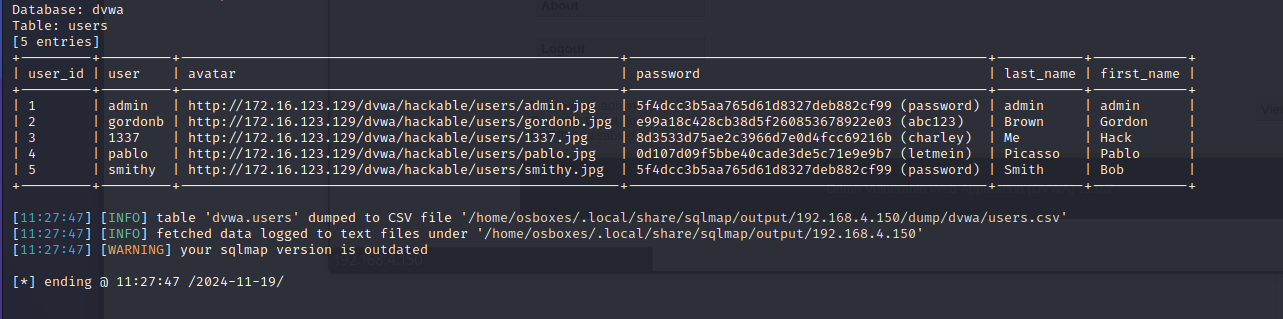 About
Logout
Database: dvwa
Table: users
[5 entries]
+---------+---------+-----------------------------------------------------+---------------------------------------------+-----------+------------+
| user_id | user | avatar | password | last_name | first_name |
+---------+---------+-----------------------------------------------------+---------------------------------------------+-----------+------------+
| 1 | admin | http://172.16.123.129/dvwa/hackable/users/admin.jpg | 5f4dcc3b5aa765d61d8327deb882cf99 (password) | admin | admin |
| 2 | gordonb | http://172.16.123.129/dvwa/hackable/users/gordonb.jpg | e99a18c428cb38d5f260853678922e03 (abc123) | Brown | Gordon |
| 3 | 1337 | http://172.16.123.129/dvwa/hackable/users/1337.jpg | 8d3533d75ae2c3966d7e0d4fcc69216b (charley) | Me | Hack |
| 4 | pablo | http://172.16.123.129/dvwa/hackable/users/pablo.jpg | 0d107d09f5bbe40cade3de5c71e9e9b7 (letmein) | Picasso | Pablo |
| 5 | smithy | http://172.16.123.129/dvwa/hackable/users/smithy.jpg | 5f4dcc3b5aa765d61d8327deb882cf99 (password) | Smith | Bob |
+---------+---------+-----------------------------------------------------+---------------------------------------------+-----------+------------+
[11:27:47] [INFO] table 'dvwa.users' dumped to CSV file '/home/osboxes/.local/share/sqlmap/output/192.168.4.150/dump/dvwa/users.csv'
[11:27:47] [INFO] fetched data logged to text files under '/home/osboxes/.local/share/sqlmap/output/192.168.4.150'
[11:27:47] [WARNING] your sqlmap version is outdated
[*] ending @ 11:27:47 /2024-11-19/